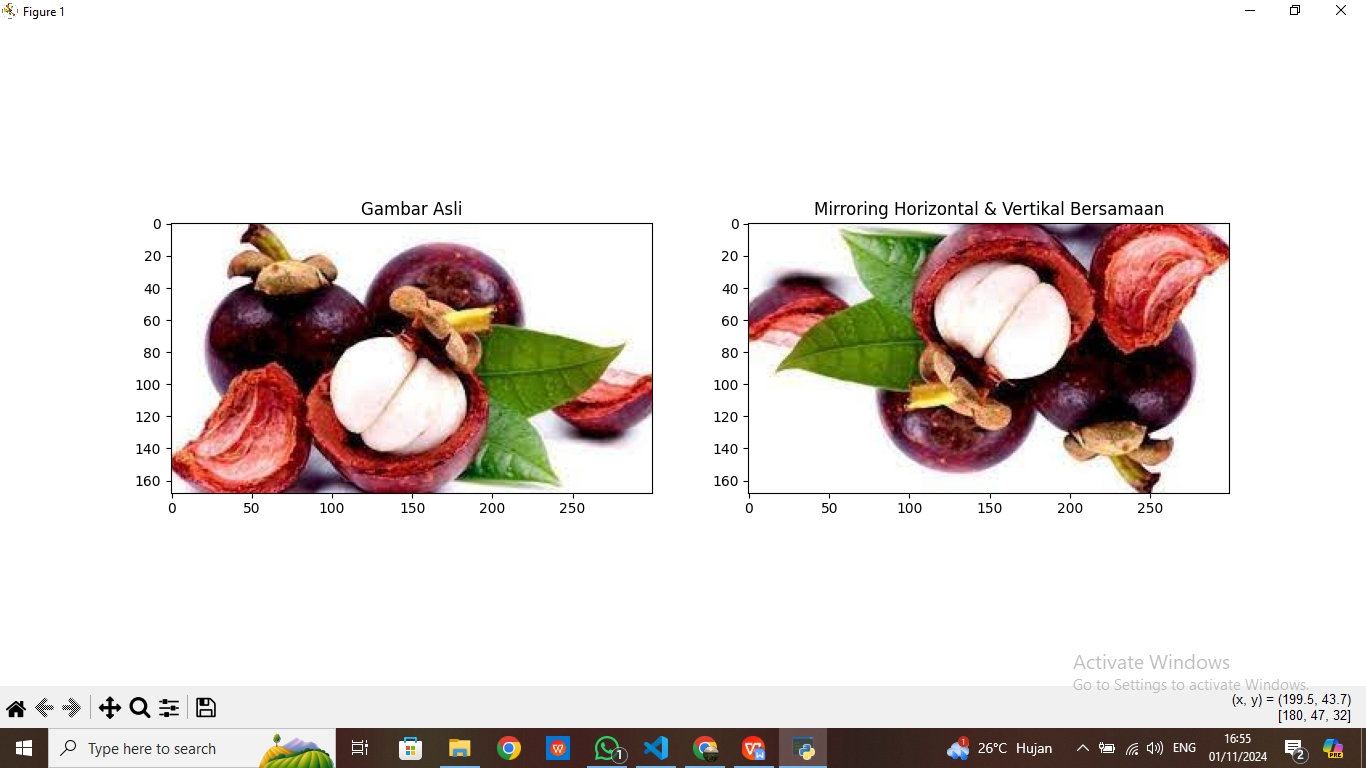 Figure 1
Gambar Asli
Mirroring Horizontal & Vertikal Bersamaan
0
20
40
60
80
100
120
140
160
0 50 100 150 200 250
0
20
40
60
80
100
120
140
160
0 50 100 150 200 250
Activate Windows
Go to Settings to activate Windows.
(x, y) = (199.5, 43.7)
[180, 47, 32]
Type here to search
W
1
PRE
1
26°C Hujan
ENG
16:55
01/11/2024
2